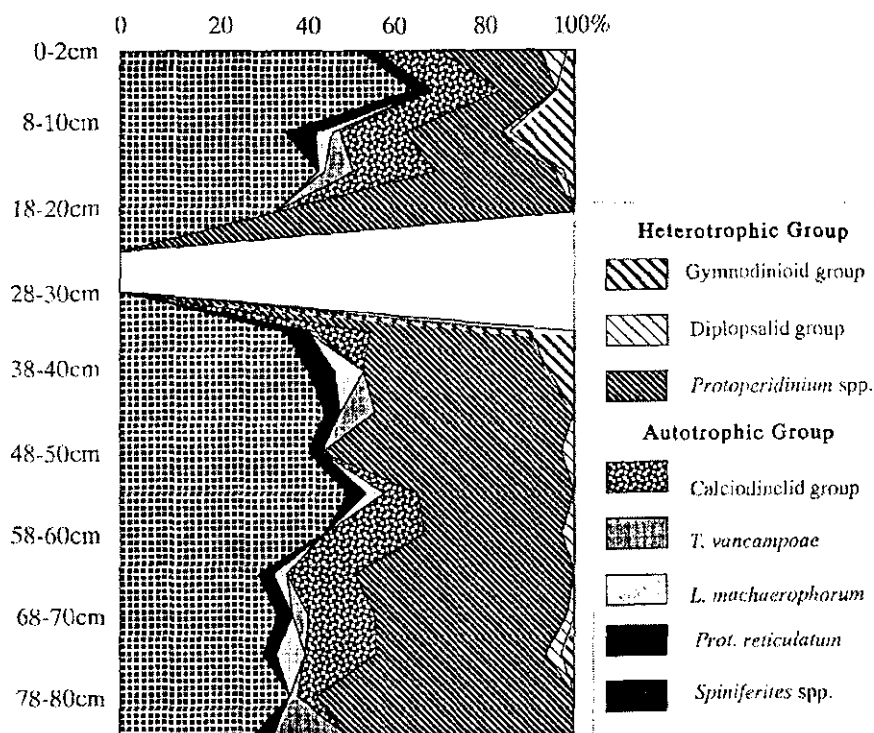 0 20 40 60 80 100%
0-2cm
8-10cm
18-20cm
28-30cm
38-40cm
48-50cm
58-60cm
68-70cm
78-80cm
Heterotrophic Group
Gymnodinioid group
Diplopsalid group
Protoperidinium spp.
Autotrophic Group
Calciodinelid group
T. vancampoae
L. machaerophorum
Prot. reticulatum
Spiniferites spp.